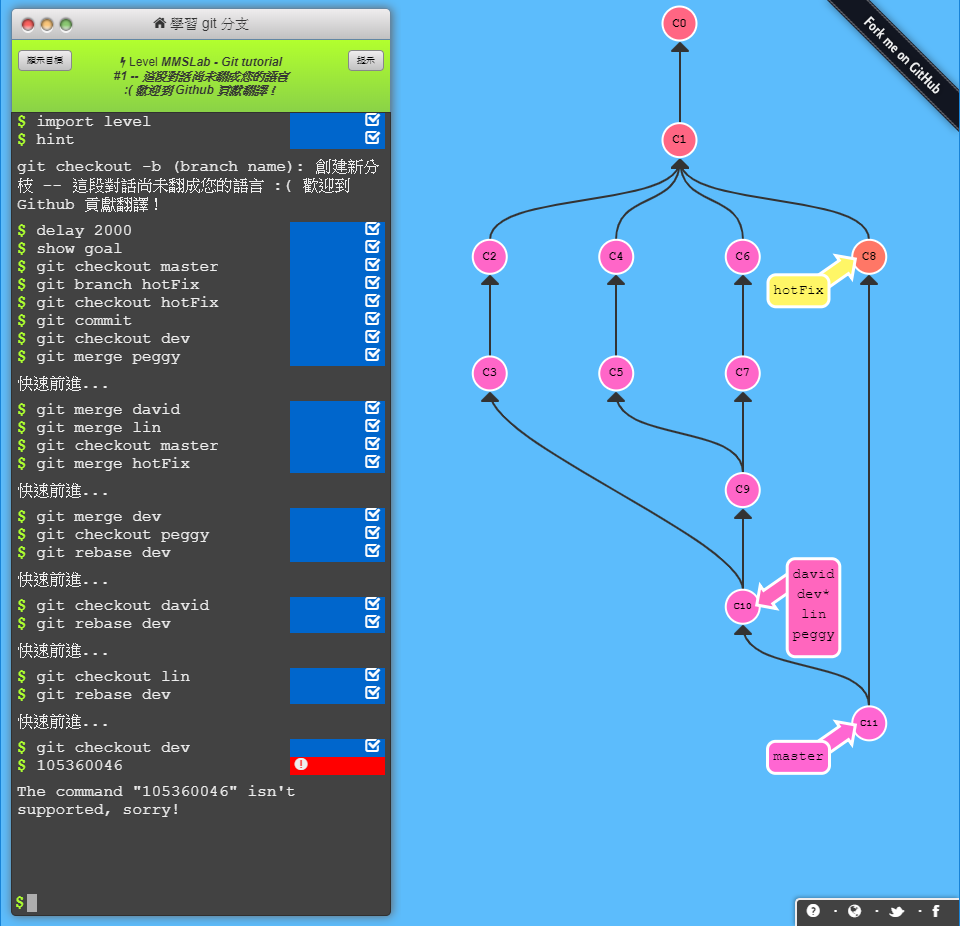 學習 git 分支
顯示目標
Level MMSLab - Git tutorial
#1 -- 這段對話尚未翻成您的語言
:( 歡迎到 Github 貢獻翻譯!
提示
$ import level
$ hint
git checkout -b (branch name): 創建新分
枝 -- 這段對話尚未翻成您的語言 :( 歡迎到
Github 貢獻翻譯!
$ delay 2000
$ show goal
$ git checkout master
$ git branch hotFix
$ git checkout hotFix
$ git commit
$ git checkout dev
$ git merge peggy
快速前進...
$ git merge david
$ git merge lin
$ git checkout master
$ git merge hotFix
快速前進...
$ git merge dev
$ git checkout peggy
$ git rebase dev
快速前進...
$ git checkout david
$ git rebase dev
快速前進...
$ git checkout lin
$ git rebase dev
快速前進...
$ git checkout dev
$ 105360046
The command "105360046" isn't
supported, sorry!
$
Fork me on GitHub
C0
C1
C2
C4
C6
C8
hotFix
C3
C5
C7
C9
C10
david
dev*
lin
peggy
C11
master